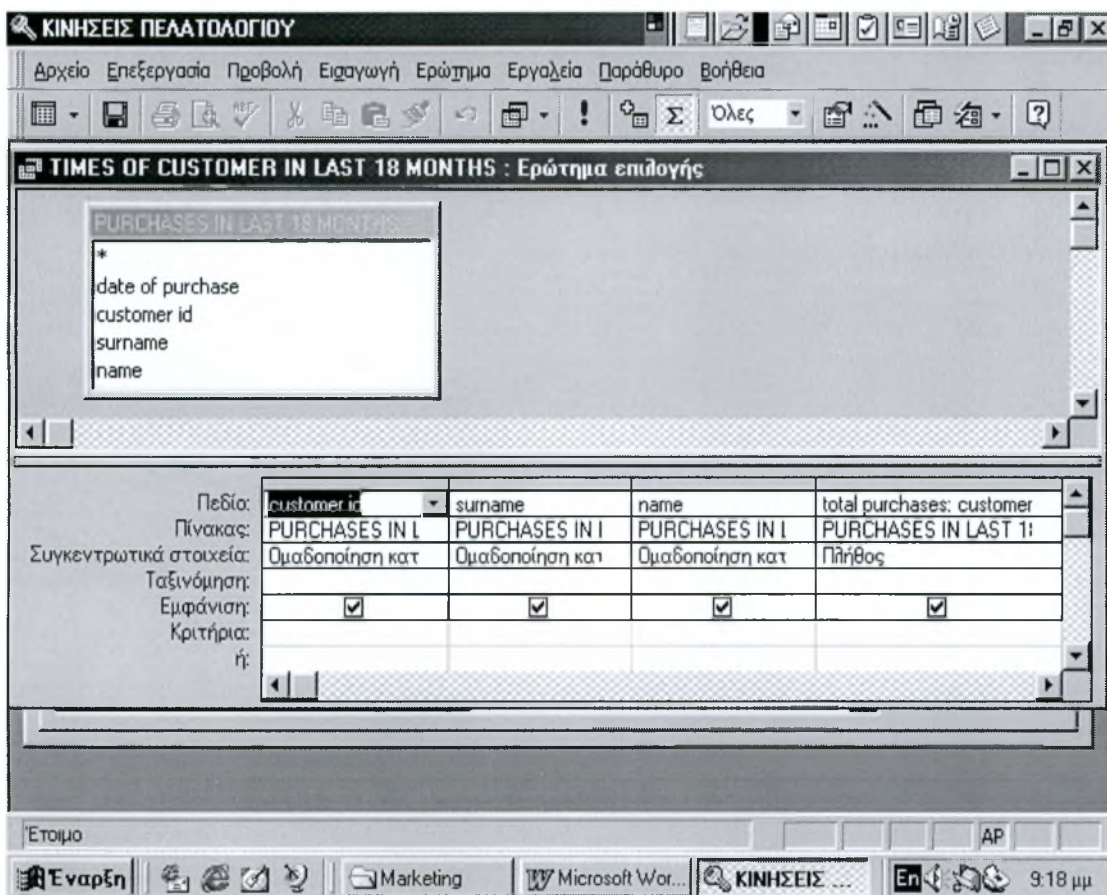 ΚΙΝΗΣΕΙΣ ΠΕΛΑΤΟΛΟΓΙΟΥ
Αρχείο Επεξεργασία Προβολή Εισαγωγή Ερώτημα Εργαλεία Παράθυρο Βοήθεια
Όλες
TIMES OF CUSTOMER IN LAST 18 MONTHS : Ερώτημα επιλογής
PURCHASES IN LAST 18 MONTHS
*
date of purchase
customer id
surname
name
Πεδίο: customer id surname name total purchases: customer
Πίνακας: PURCHASES IN L PURCHASES IN I PURCHASES IN L PURCHASES IN LAST 18
Συγκεντρωτικά στοιχεία: Ομαδοποίηση κατ Ομαδοποίηση κατ Ομαδοποίηση κατ Πλήθος
Ταξινόμηση:
Εμφάνιση:
Κριτήρια:
ή:
Έτοιμο AP
Έναρξη Marketing Microsoft Wor... ΚΙΝΗΣΕΙΣ ... En 9:18 μμ